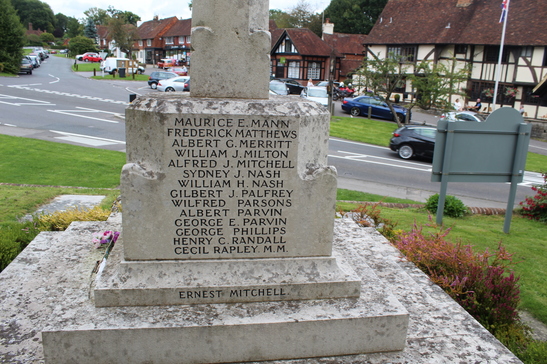 MAURICE E. MANN
FREDERICK MATTHEWS
ALBERT G. MERRITT
WILLIAM J. MILTON
ALFRED J. MITCHELL
SYDNEY J. NASH
WILLIAM H. NASH
GILBERT J. PALFREY
WILFRED PARSONS
ALBERT PARVIN
GEORGE E. PARVIN
GEORGE PHILLIPS
HENRY C. RANDALL
CECIL RAPLEY. M.M.
ERNEST MITCHELL.